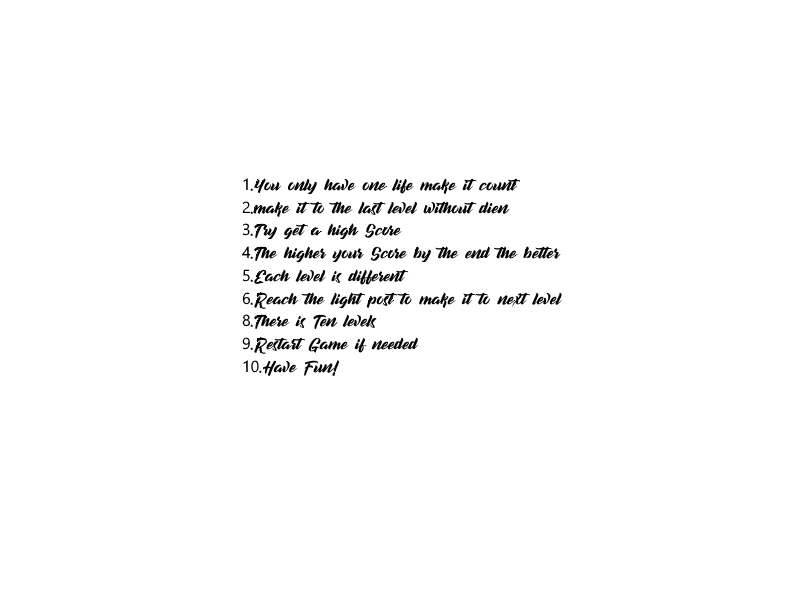 1.You only have one life make it count
2.make it to the last level without dien
3.Try get a high Score
4.The higher your Score by the end the better
5.Each level is different
6.Reach the light post to make it to next level
8.There is Ten levels
9.Restart Game if needed
10.Have Fun!